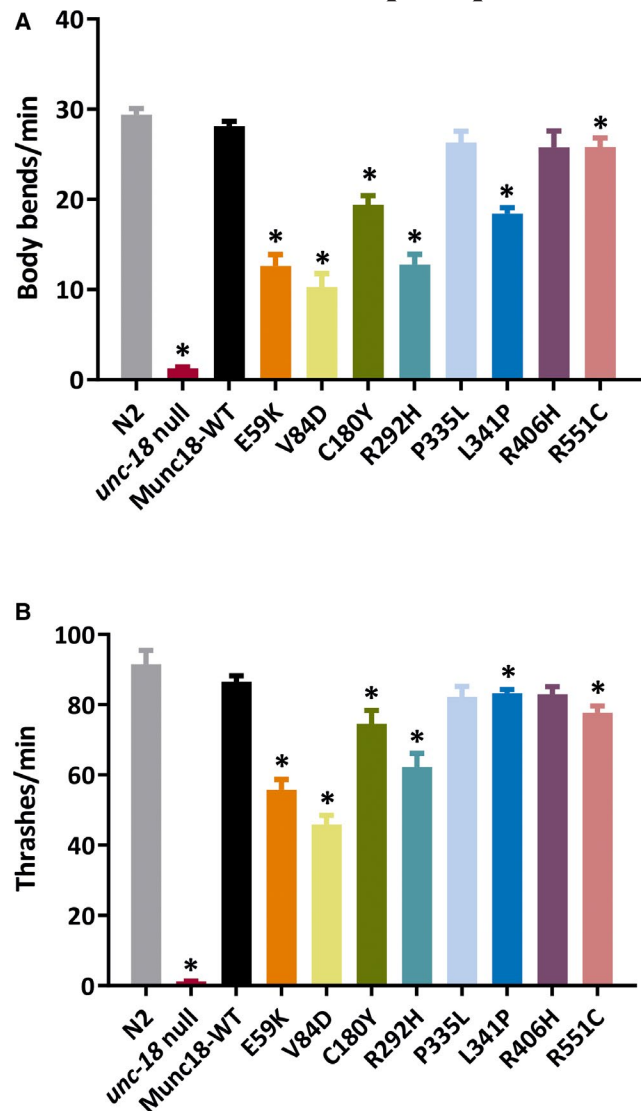 A
Body bends/min
40
30
20
10
0
*
*
*
*
*
*
*
N2
unc-18 null
Munc18-WT
E59K
V84D
C180Y
R292H
P335L
L341P
R406H
R551C
B
Thrashes/min
100
80
60
40
20
0
*
*
*
*
*
*
*
N2
unc-18 null
Munc18-WT
E59K
V84D
C180Y
R292H
P335L
L341P
R406H
R551C